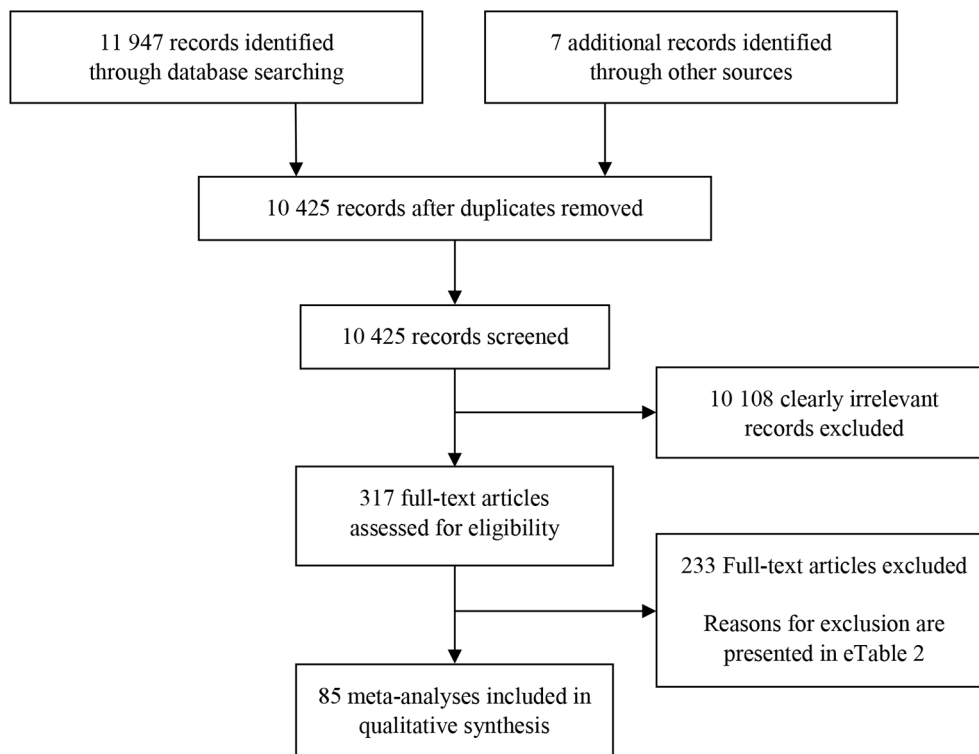 11 947 records identified
through database searching
7 additional records identified
through other sources
10 425 records after duplicates removed
10 425 records screened
10 108 clearly irrelevant
records excluded
317 full-text articles
assessed for eligibility
233 Full-text articles excluded
Reasons for exclusion are
presented in eTable 2
85 meta-analyses included in
qualitative synthesis